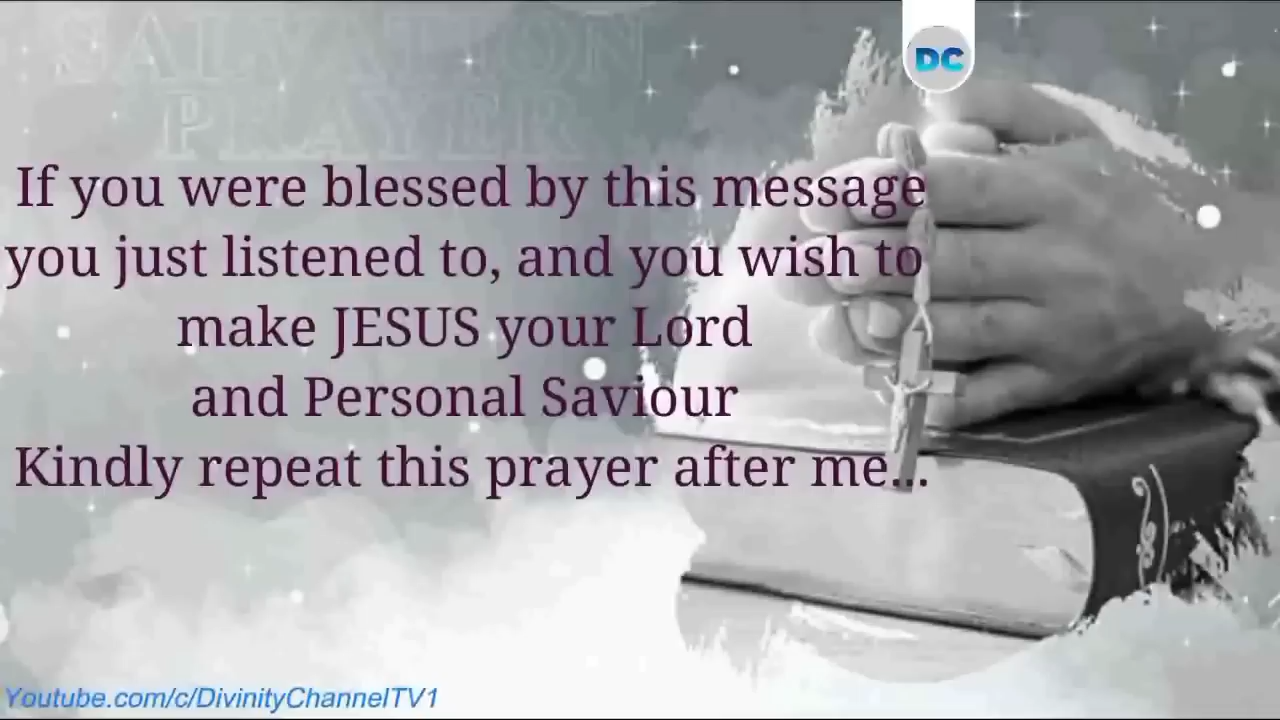 SALVATION
PRAYER
DC
If you were blessed by this message
you just listened to, and you wish to
make JESUS your Lord
and Personal Saviour
Kindly repeat this prayer after me...
Youtube.com/c/DivinityChannelTV1